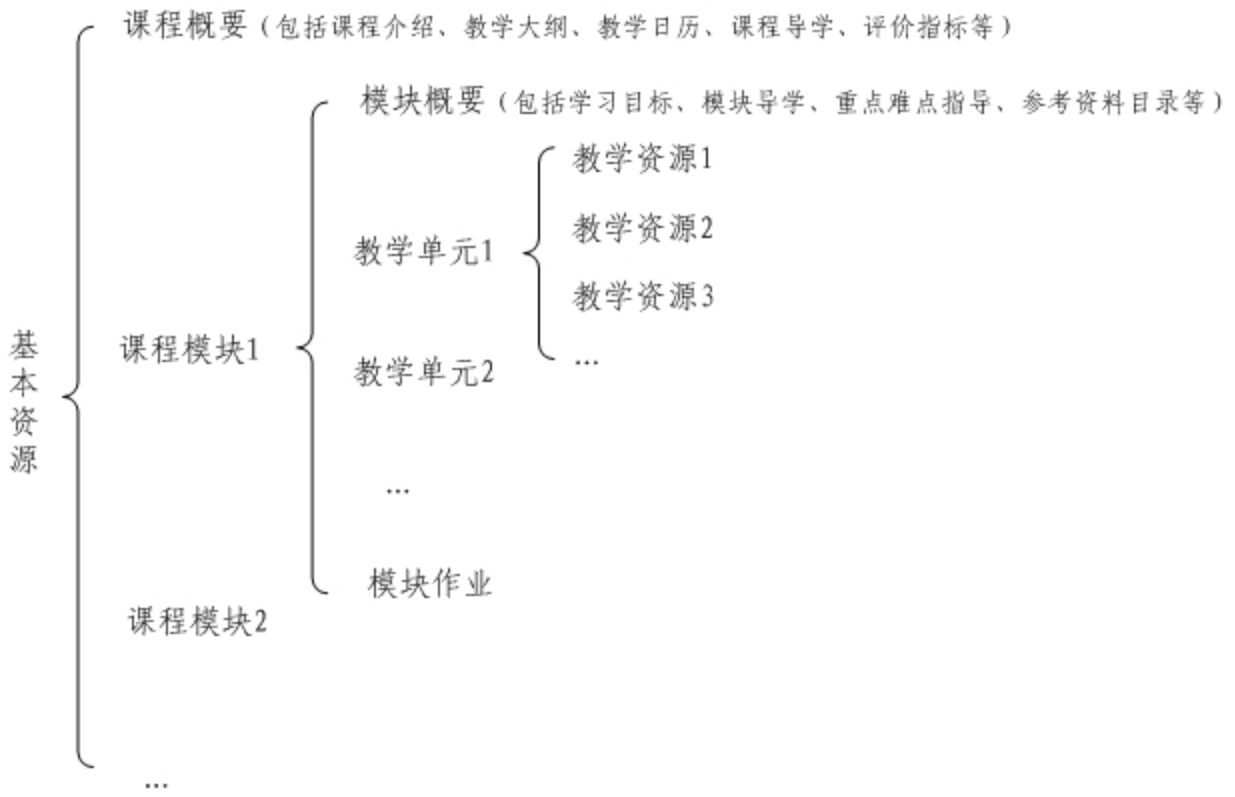 课程概要（包括课程介绍、教学大纲、教学日历、课程导学、评价指标等）
模块概要（包括学习目标、模块导学、重点难点指导、参考资料目录等）
教学资源1
教学资源2
教学单元1
教学资源3
基本资源
课程模块1
...
教学单元2
...
模块作业
课程模块2
...